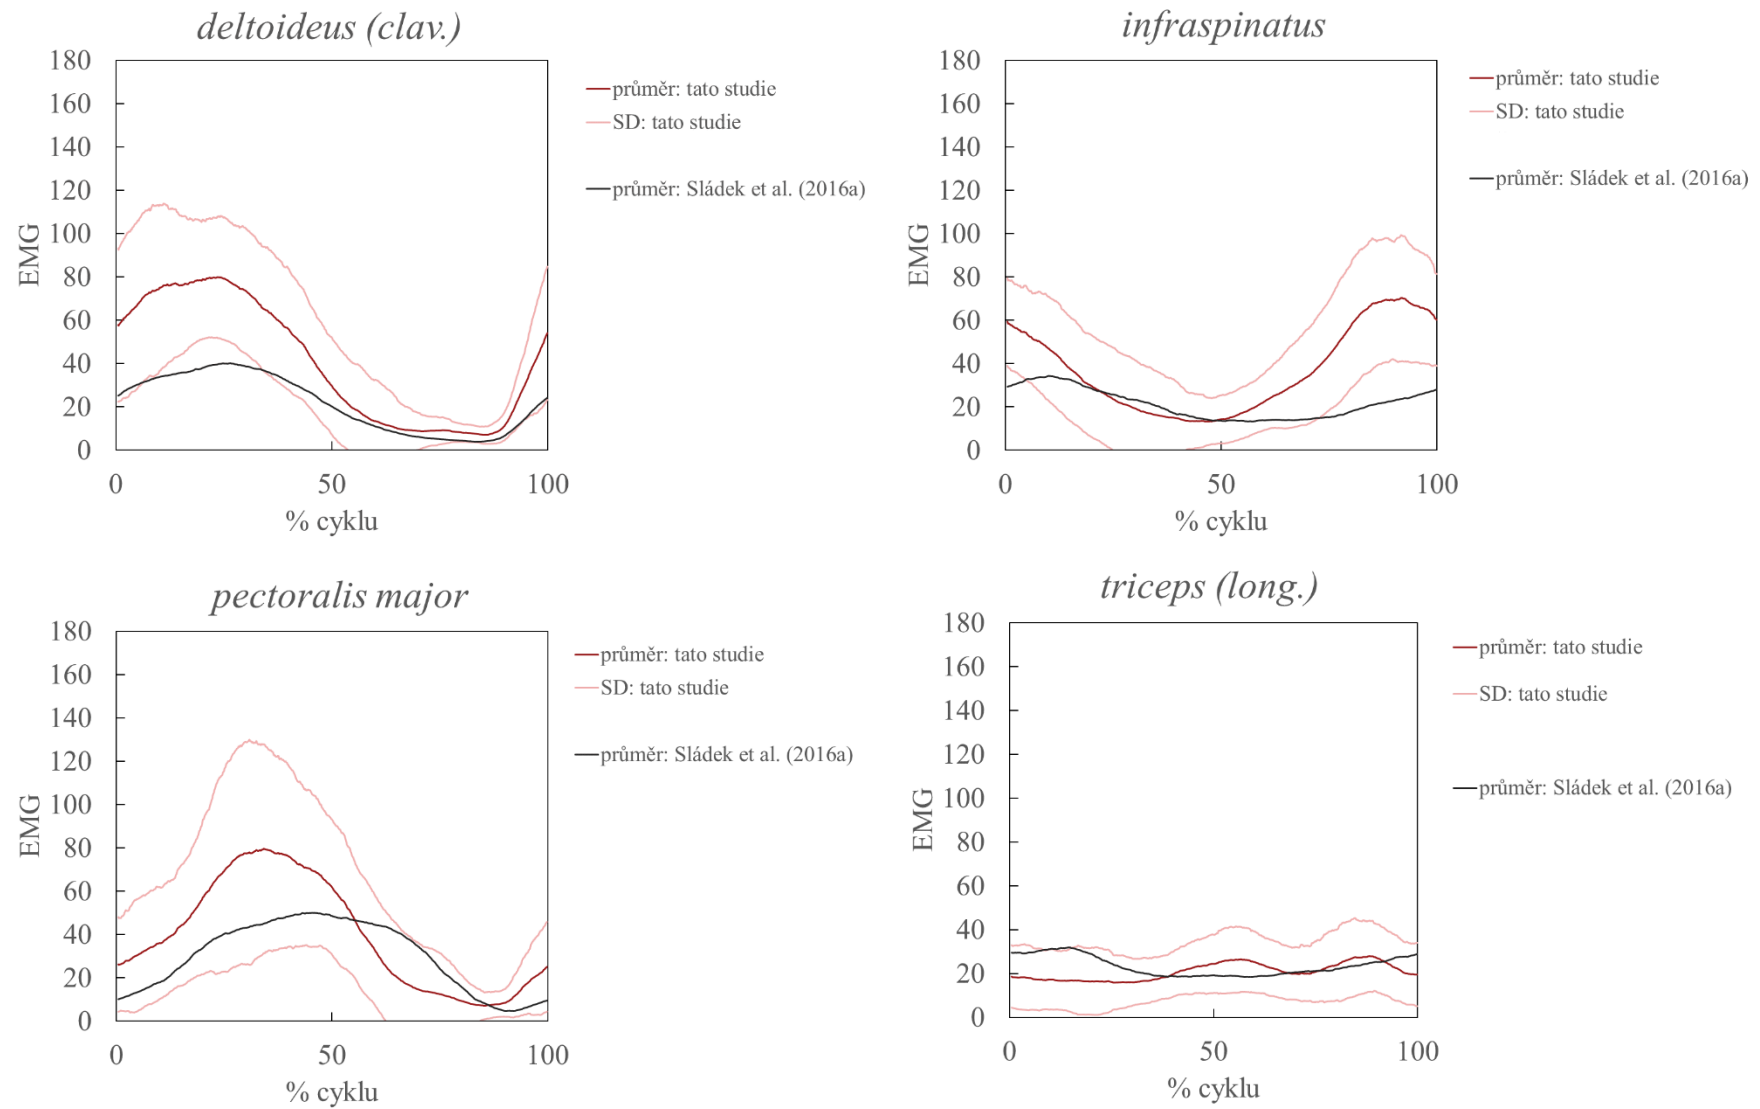 deltoideus (clav.)
180
160
140
120
100
80
60
40
20
0
EMG
0 50 100
% cyklu
průměr: tato studie
SD: tato studie
průměr: Sládek et al. (2016a)
infraspinatus
180
160
140
120
100
80
60
40
20
0
EMG
0 50 100
% cyklu
průměr: tato studie
SD: tato studie
průměr: Sládek et al. (2016a)
pectoralis major
180
160
140
120
100
80
60
40
20
0
EMG
0 50 100
% cyklu
průměr: tato studie
SD: tato studie
průměr: Sládek et al. (2016a)
triceps (long.)
180
160
140
120
100
80
60
40
20
0
EMG
0 50 100
% cyklu
průměr: tato studie
SD: tato studie
průměr: Sládek et al. (2016a)